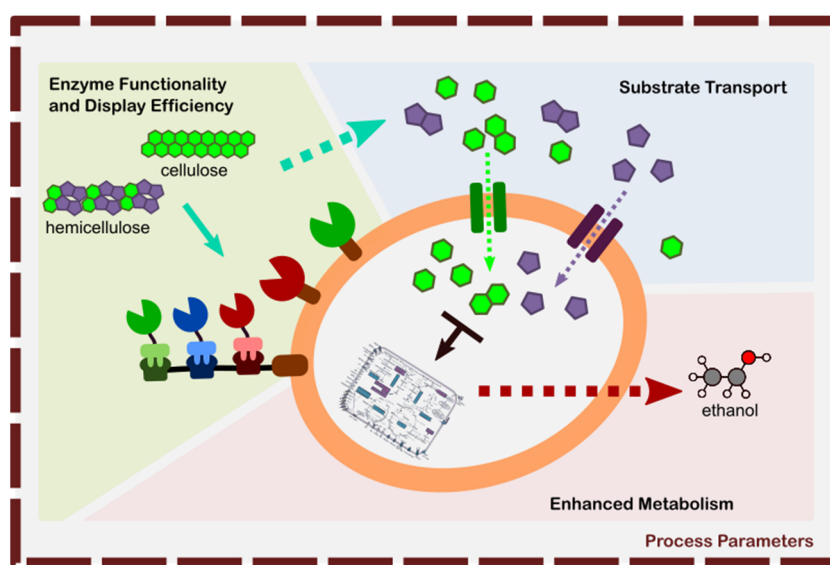 Enzyme Functionality
and Display Efficiency
Substrate Transport
cellulose
hemicellulose
ethanol
Enhanced Metabolism
Process Parameters